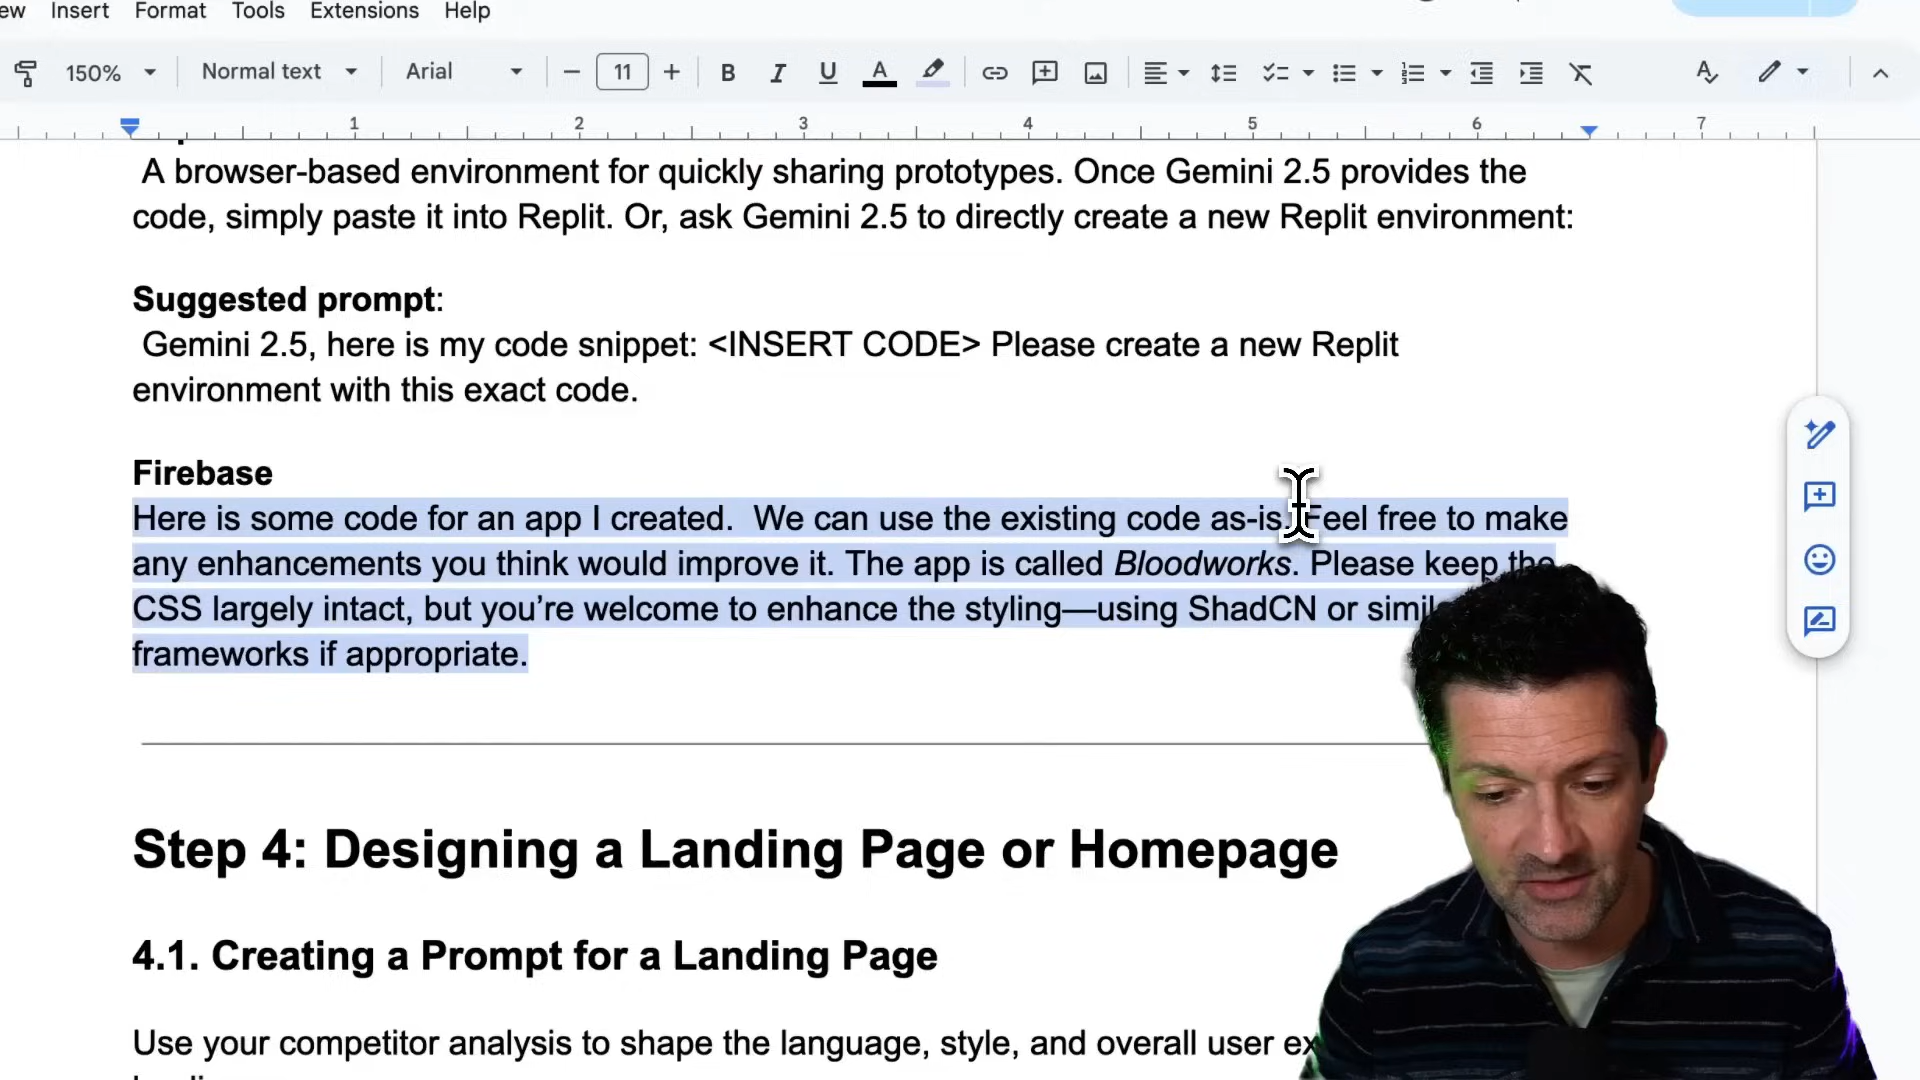 Insert Format Tools Extensions Help
150% Normal text Arial 11
1 2 3 4 5 6 7
A browser-based environment for quickly sharing prototypes. Once Gemini 2.5 provides the
code, simply paste it into Replit. Or, ask Gemini 2.5 to directly create a new Replit environment:
Suggested prompt:
Gemini 2.5, here is my code snippet: <INSERT CODE> Please create a new Replit
environment with this exact code.
Firebase
Here is some code for an app I created.  We can use the existing code as-is. Feel free to make
any enhancements you think would improve it. The app is called Bloodworks. Please keep the
CSS largely intact, but you’re welcome to enhance the styling—using ShadCN or
frameworks if appropriate.
Step 4: Designing a Landing Page or Homepage
4.1. Creating a Prompt for a Landing Page
Use your competitor analysis to shape the language, style, and overall user